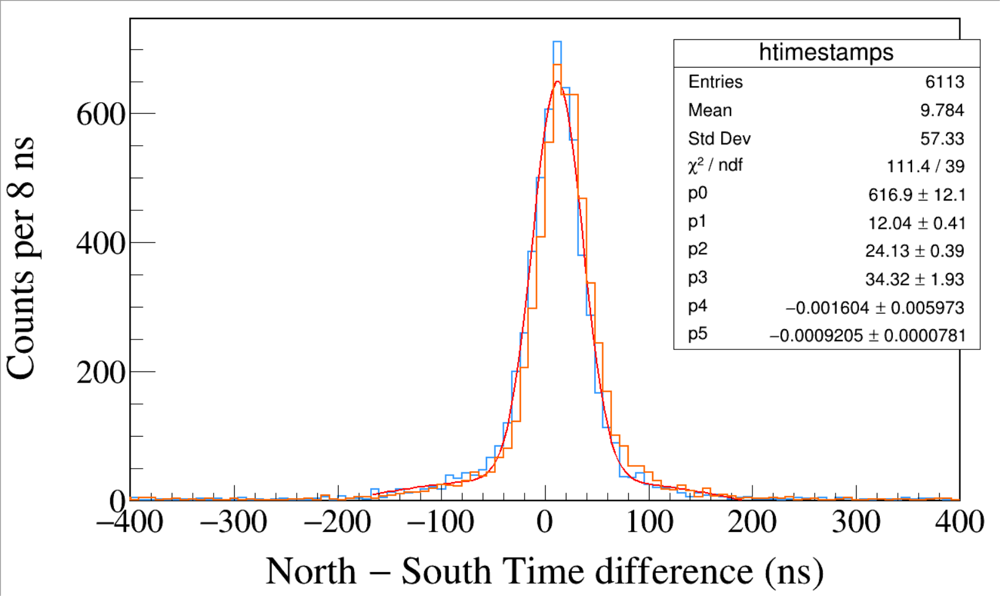 htimestamps
Entries 6113
Mean 9.784
Std Dev 57.33
χ² / ndf 111.4 / 39
p0 616.9 ± 12.1
p1 12.04 ± 0.41
p2 24.13 ± 0.39
p3 34.32 ± 1.93
p4 −0.001604 ± 0.005973
p5 −0.0009205 ± 0.0000781
Counts per 8 ns
600
400
200
0
−400 −300 −200 −100 0 100 200 300 400
North − South Time difference (ns)